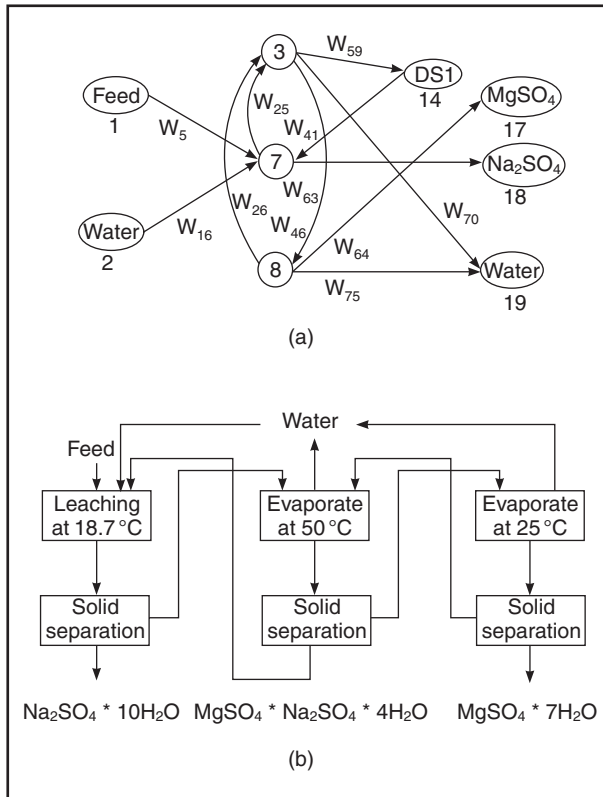 3
W59
Feed
1
DS1
14
MgSO4
17
W5
W25
W41
7
Na2SO4
18
Water
2
W16
W26
W63
W46
W70
8
W64
W75
Water
19
(a)
Water
Feed
Leaching
at 18.7 °C
Evaporate
at 50 °C
Evaporate
at 25 °C
Solid
separation
Solid
separation
Solid
separation
Na2SO4 * 10H2O
MgSO4 * Na2SO4 * 4H2O
MgSO4 * 7H2O
(b)